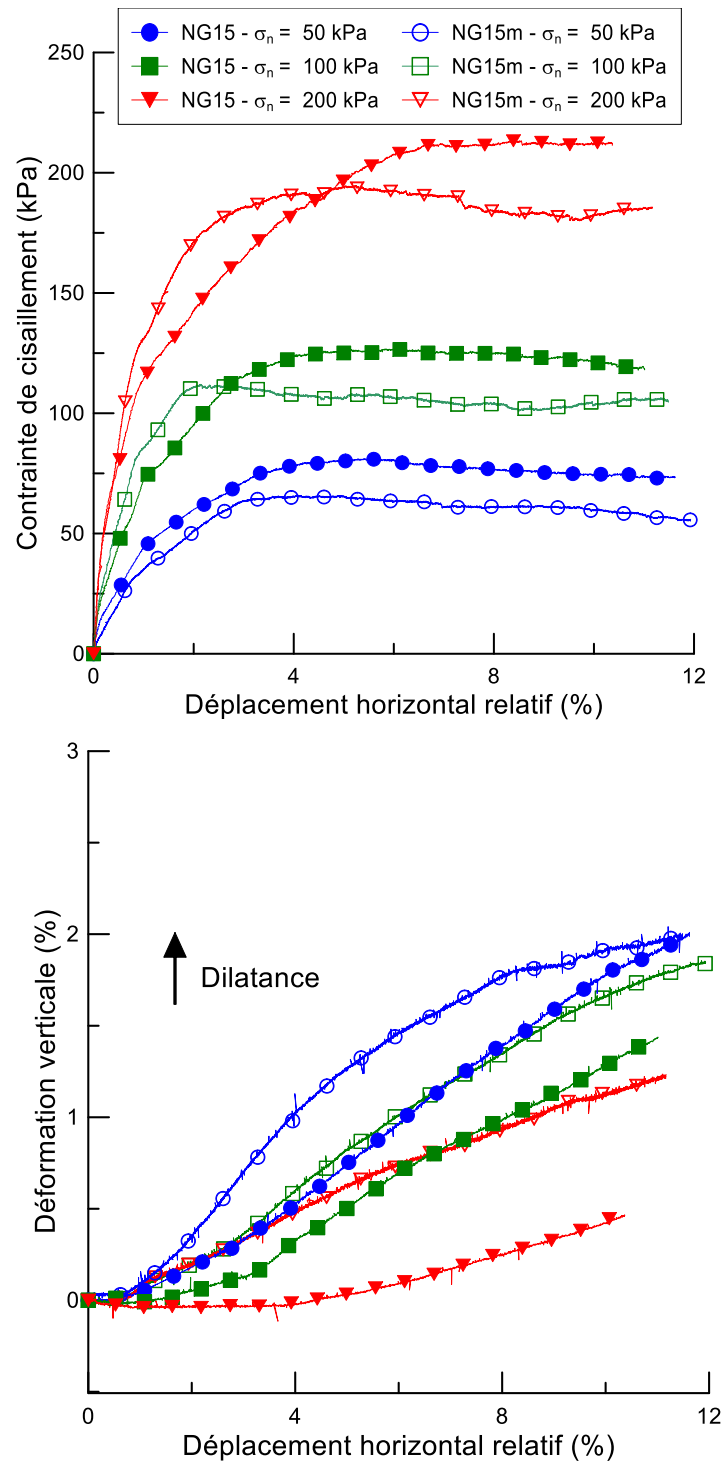 NG15 - σn = 50 kPa NG15m - σn = 50 kPa
NG15 - σn = 100 kPa NG15m - σn = 100 kPa
NG15 - σn = 200 kPa NG15m - σn = 200 kPa
250
200
150
100
50
0
Contrainte de cisaillement (kPa)
0 4 8 12
Déplacement horizontal relatif (%)
3
2
1
0
Déformation verticale (%)
Dilatance
0 4 8 12
Déplacement horizontal relatif (%)